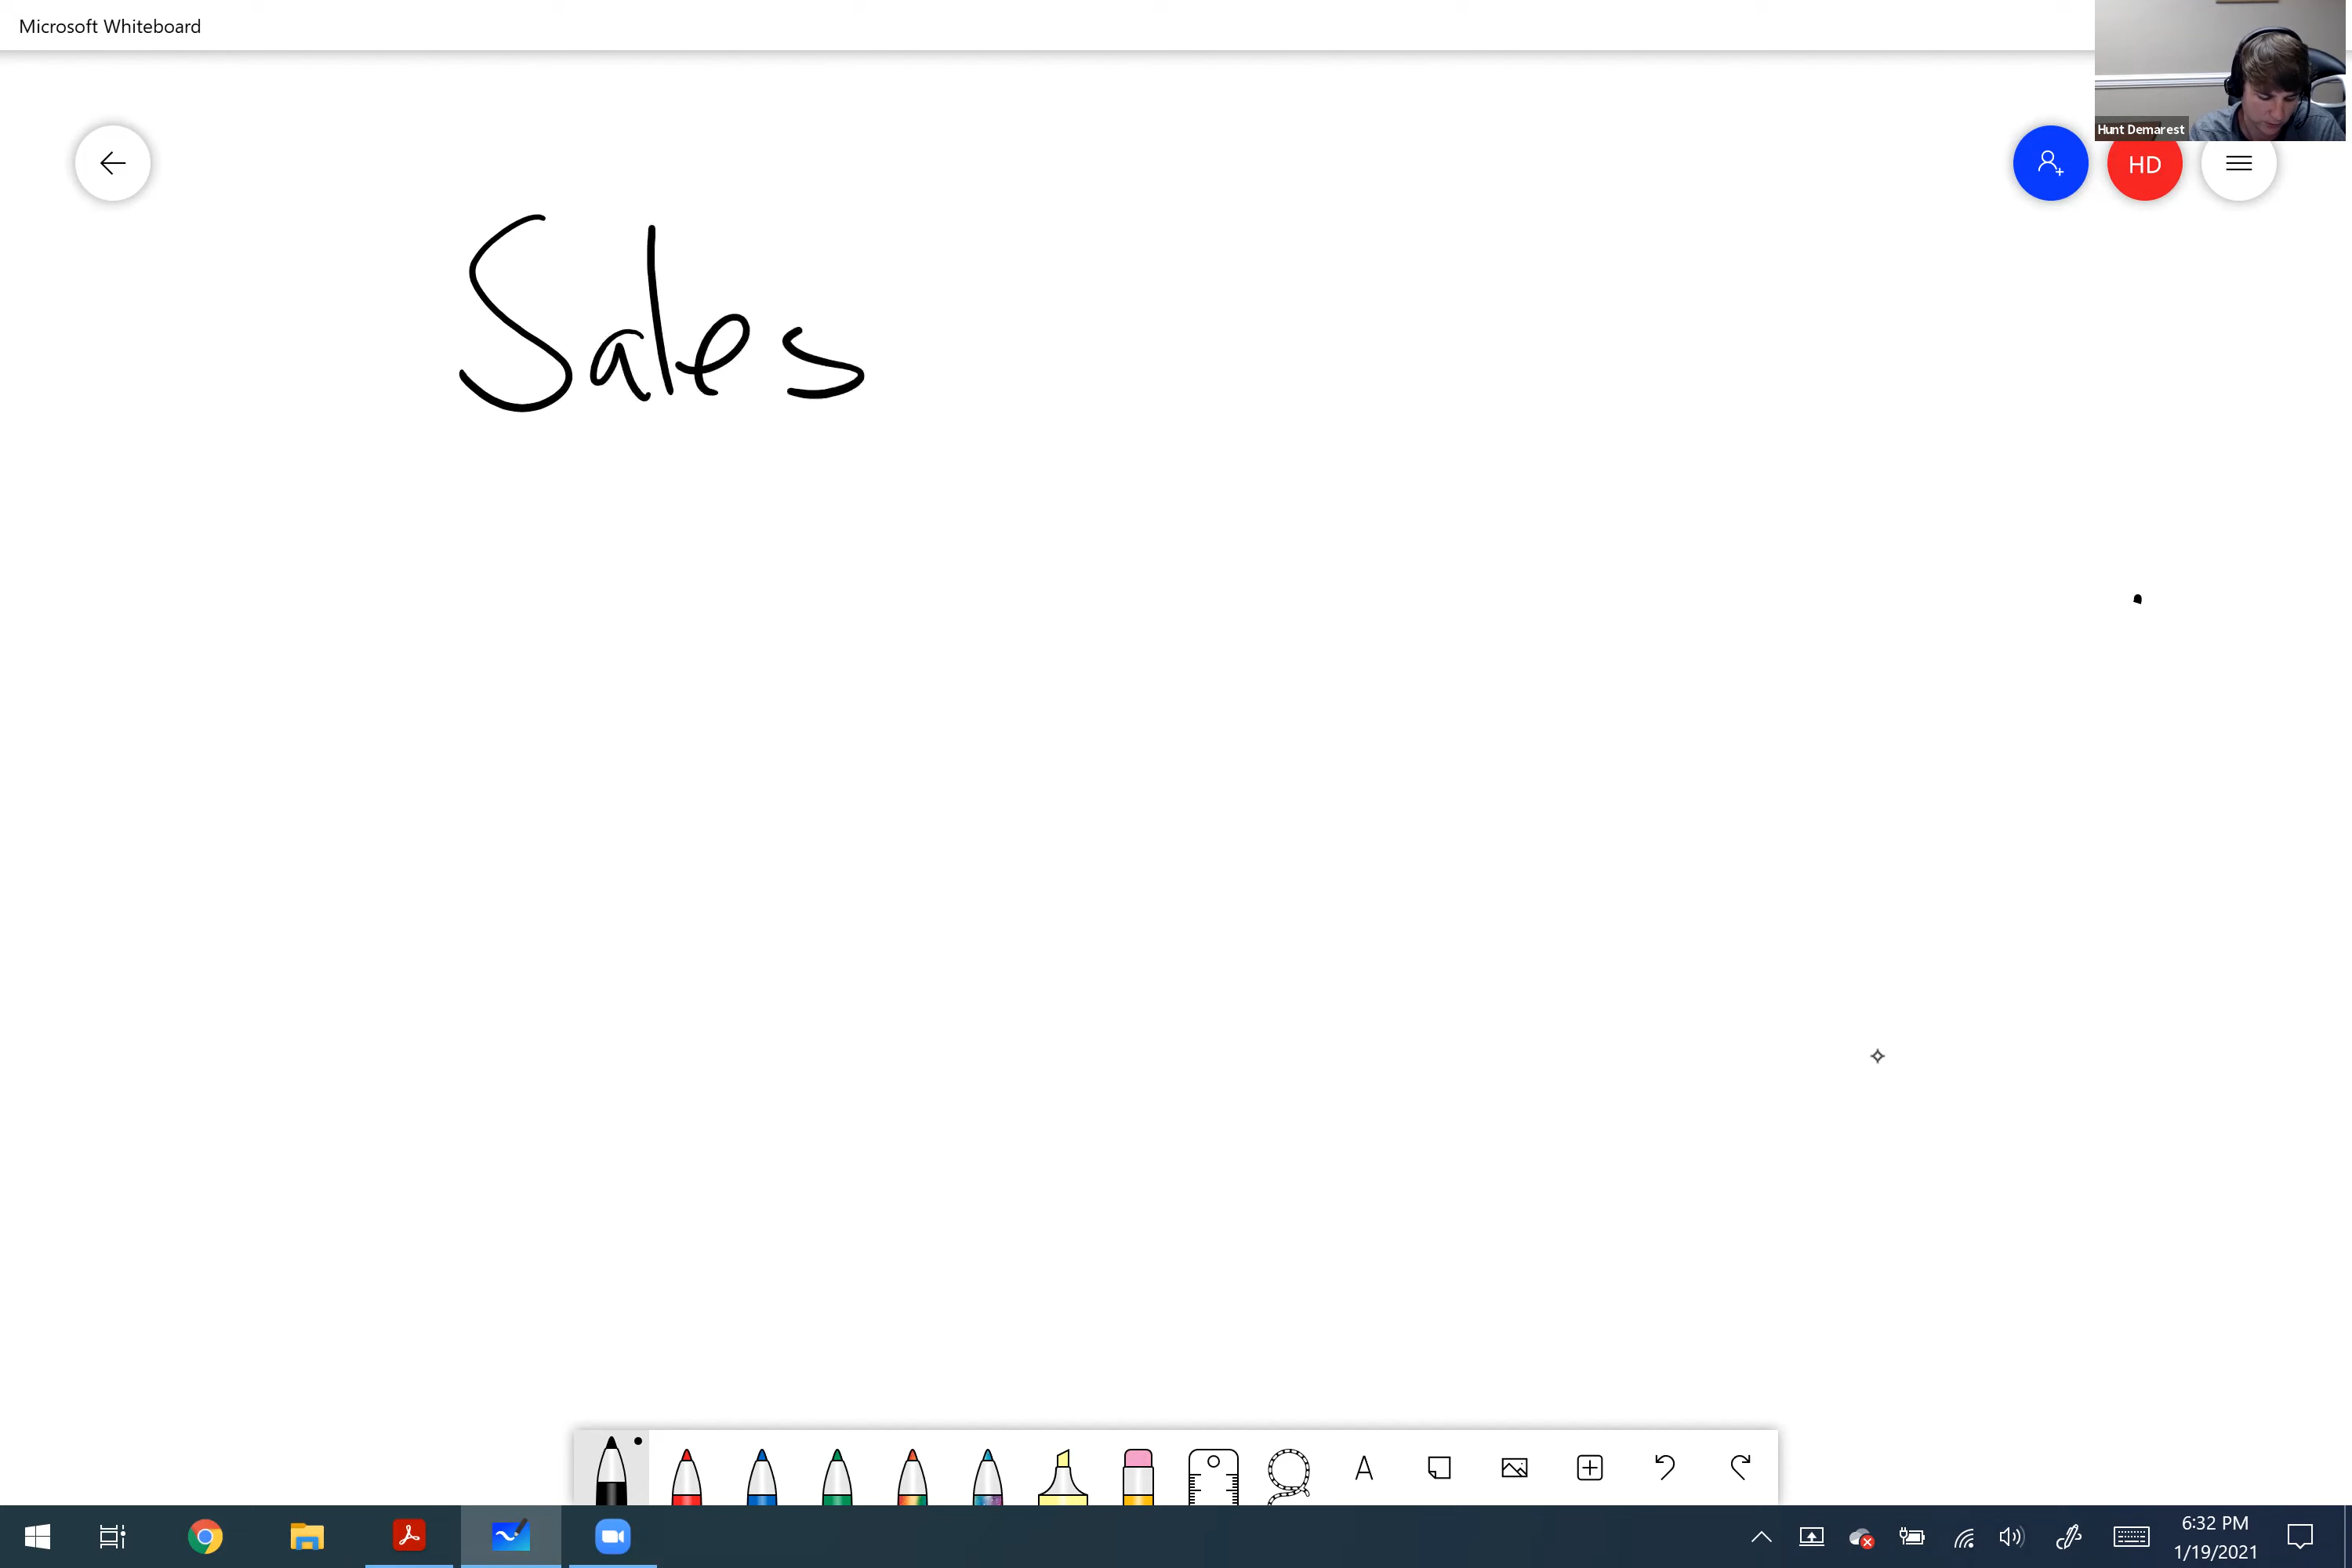 Microsoft Whiteboard
Hunt Demarest
HD
Sales
A
6:32 PM
1/19/2021